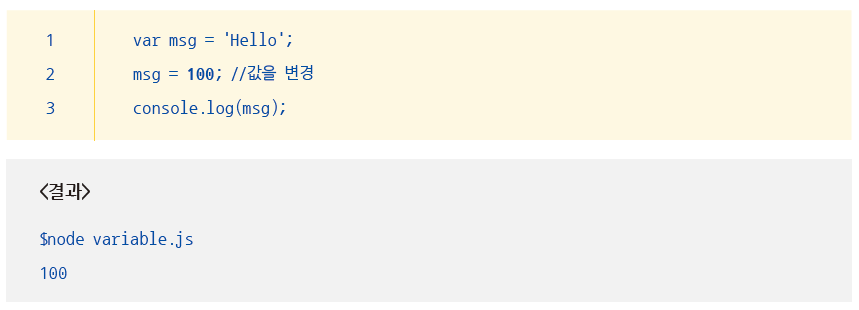 1 var msg = 'Hello';
2 msg = 100; //값을 변경
3 console.log(msg);
<결과>
$node variable.js
100